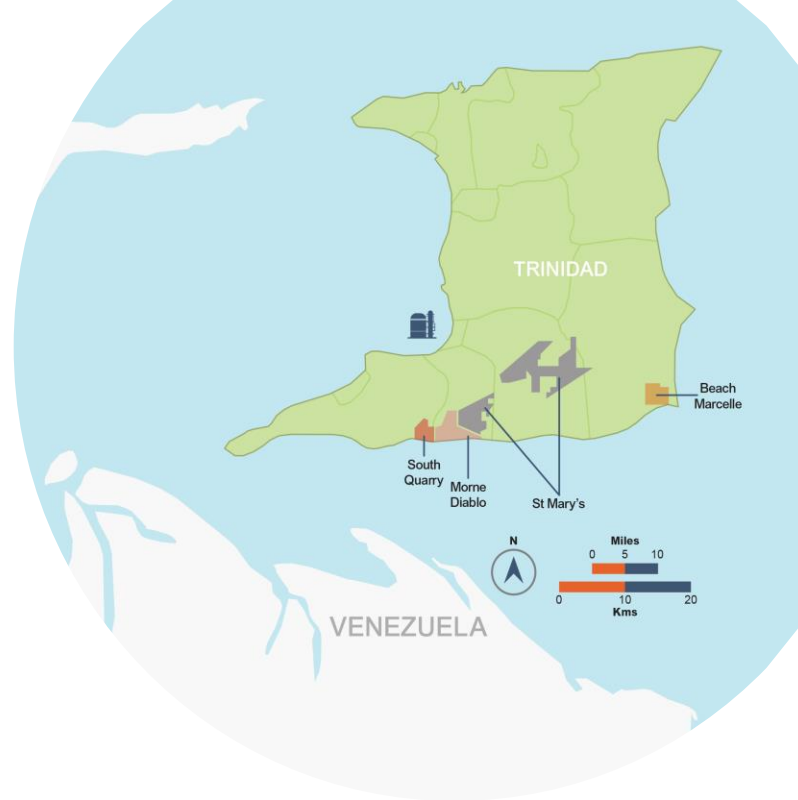 TRINIDAD
Beach
Marcelle
South
Quarry
Morne
Diablo
St Mary's
N
Miles
0 5 10
0 10 20
Kms
VENEZUELA